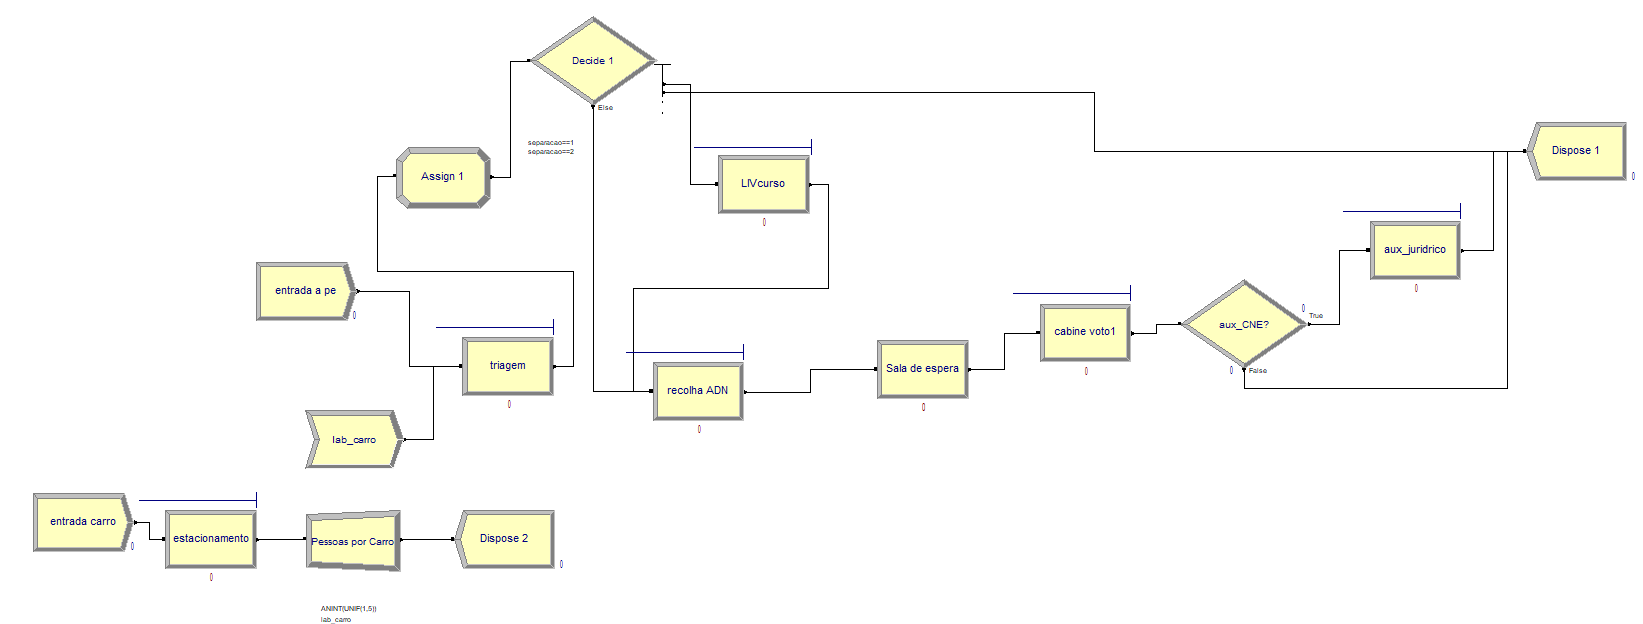 Decide 1
Else
separacao==1
separacao==2
Dispose 1
0
Assign 1
LIVcurso
0
aux_juridrico
0
entrada a pe
0
cabine voto1
0
aux_CNE?
0
True
0
False
triagem
0
Sala de espera
0
recolha ADN
0
lab_carro
entrada carro
0
estacionamento
0
Pessoas por Carro
Dispose 2
0
ANINT(UNIF(1,5))
lab_carro